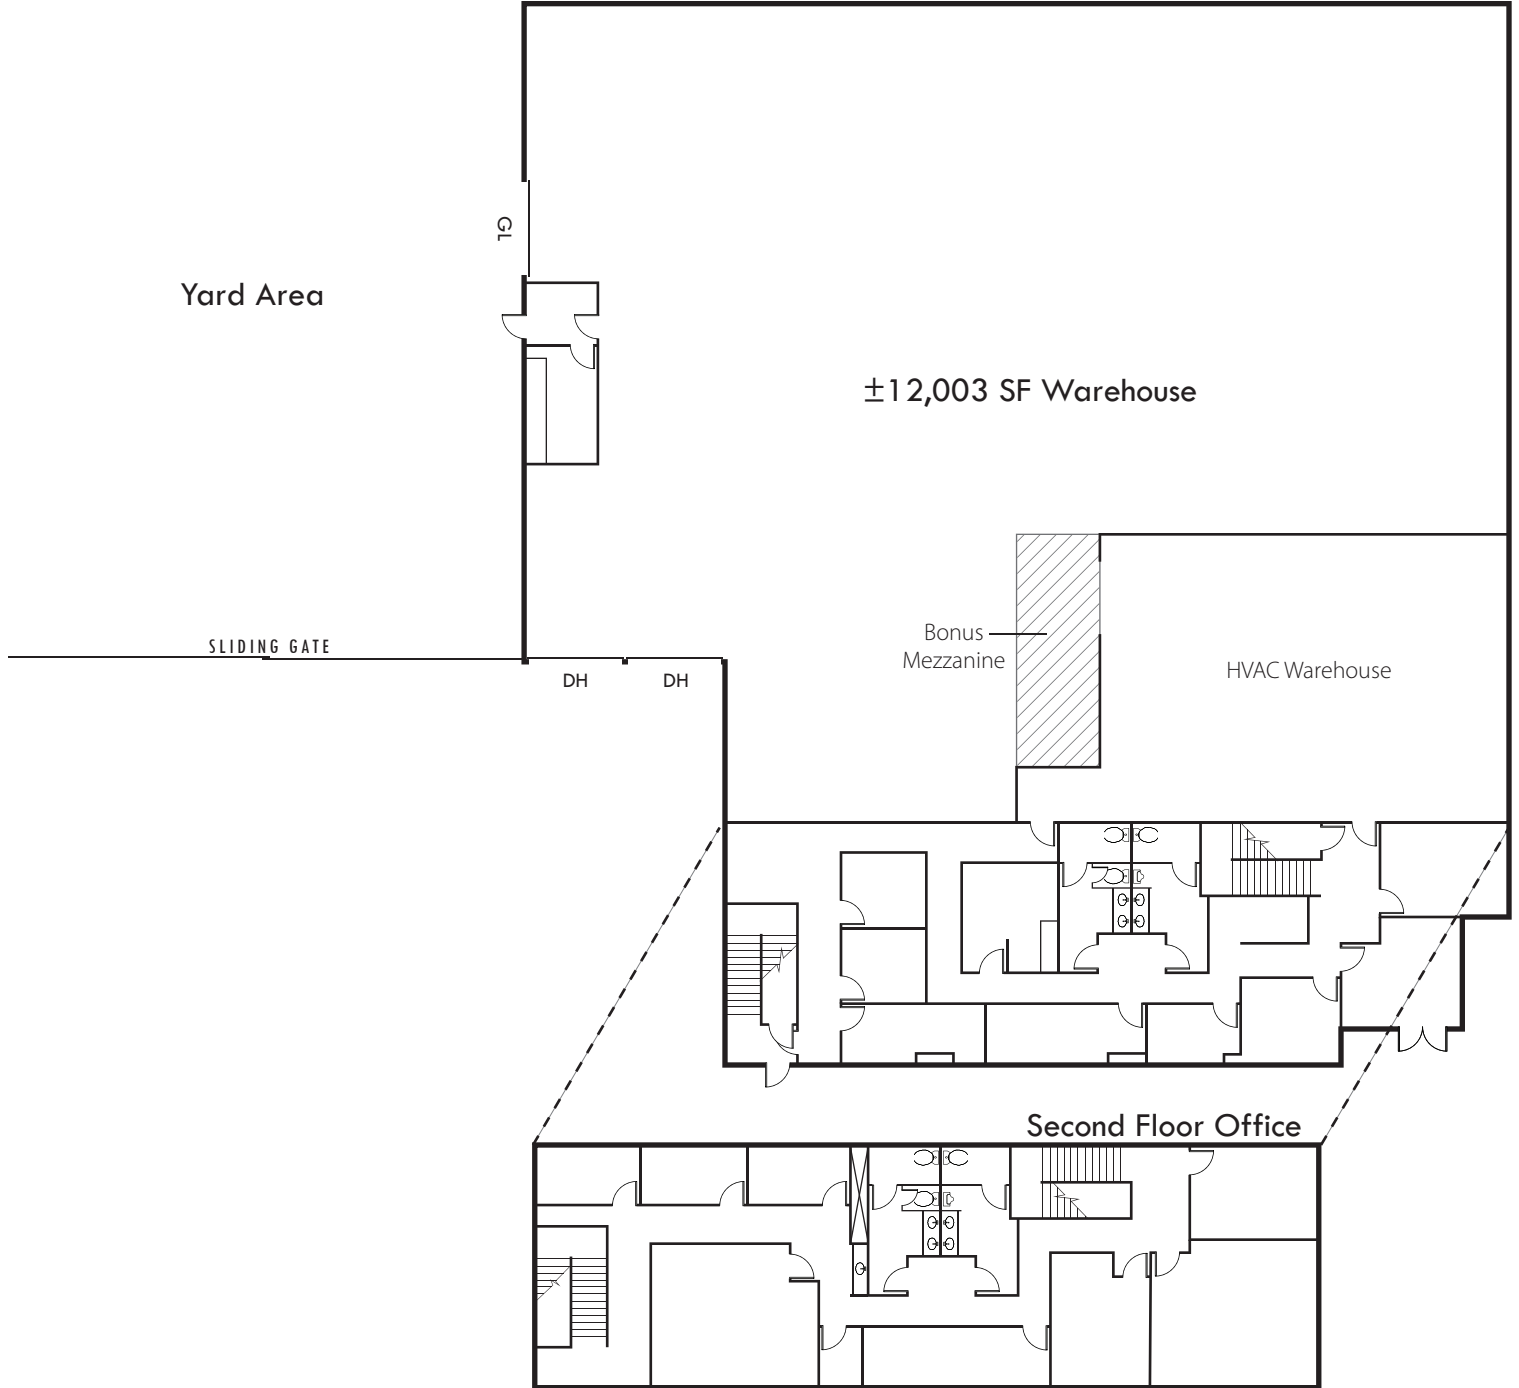 GL
Yard Area
±12,003 SF Warehouse
Bonus
Mezzanine
HVAC Warehouse
SLIDING GATE
DH
DH
Second Floor Office